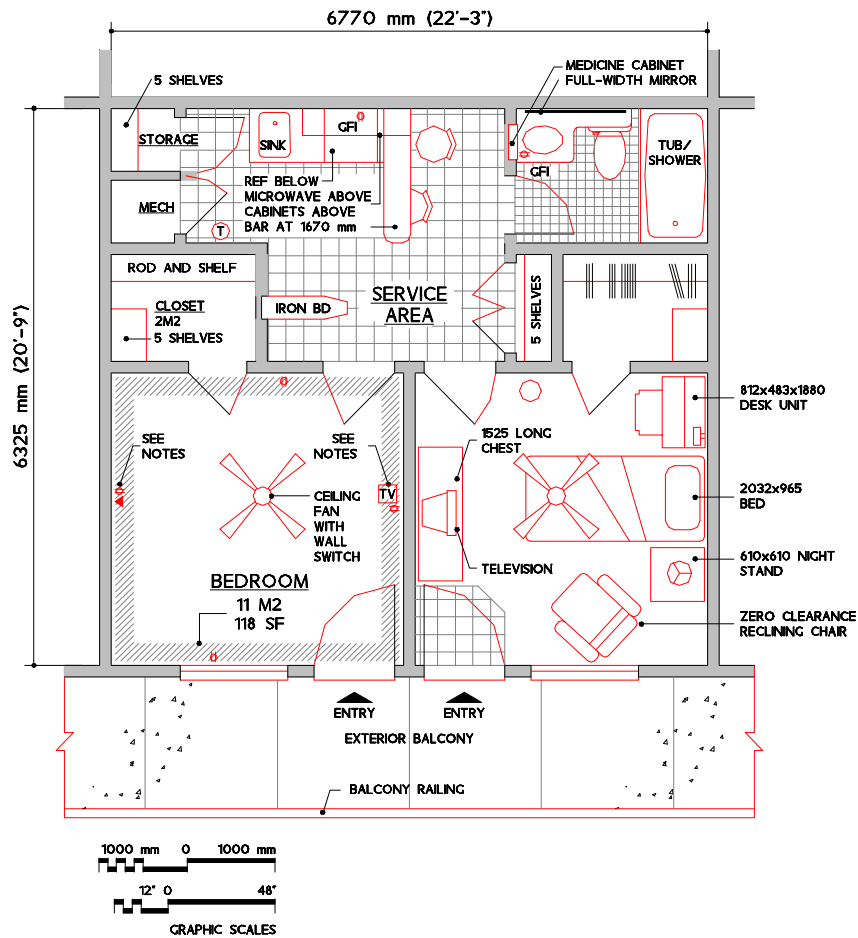 6770 mm (22'-3")
5 SHELVES
MEDICINE CABINET
FULL-WIDTH MIRROR
STORAGE
SINK
GFI
TUB/
SHOWER
GFI
REF BELOW
MICROWAVE ABOVE
CABINETS ABOVE
BAR AT 1670 mm
MECH
T
ROD AND SHELF
CLOSET
2M2
5 SHELVES
IRON BD
SERVICE
AREA
5 SHELVES
6325 mm (20'-9")
812x483x1880
DESK UNIT
SEE
NOTES
SEE
NOTES
1525 LONG
CHEST
TV
CEILING
FAN
WITH
WALL
SWITCH
2032x965
BED
TELEVISION
610x610 NIGHT
STAND
BEDROOM
11 M2
118 SF
ZERO CLEARANCE
RECLINING CHAIR
ENTRY
ENTRY
EXTERIOR BALCONY
BALCONY RAILING
1000 mm 0 1000 mm
12" 0 48"
GRAPHIC SCALES